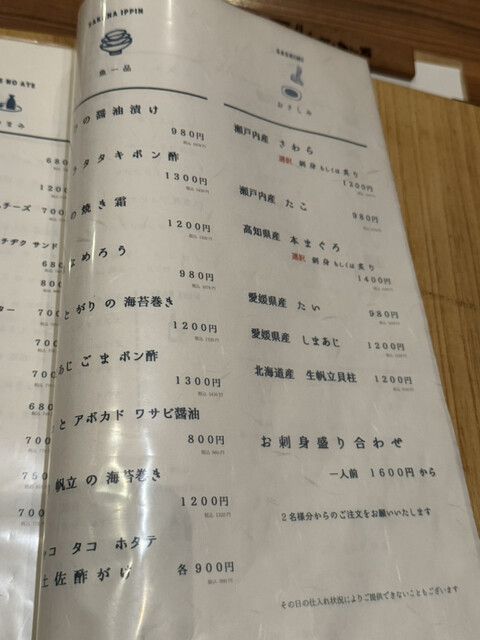 SAKANA IPPIN
魚一品
の醤油漬け
980円
タタキポン酢
1300円
の焼き霜
1200円
なめろう
980円
とがりの海苔巻き
1200円
あじ ごま ポン酢
1300円
と アボカド ワサビ醤油
800円
帆立の海苔巻き
1200円
コ タコ ホタテ
土佐酢がけ 各900円
SASHIMI
おさしみ
瀬戸内産 さわら
選択 刺身 もしくは 炙り
1200円
瀬戸内産 たこ
980円
高知県産 本まぐろ
選択 刺身 もしくは 炙り
1400円
愛媛県産 たい
980円
愛媛県産 しまあじ
1200円
北海道産 生帆立貝柱 1200円
お刺身盛り合わせ
一人前 1600円から
2名様分からのご注文をお願いいたします
その日の仕入れ状況によりご提供できないこともございます
NO ATE
チーズ 700
サンド
680
800
700
700
700
680
700
750
700